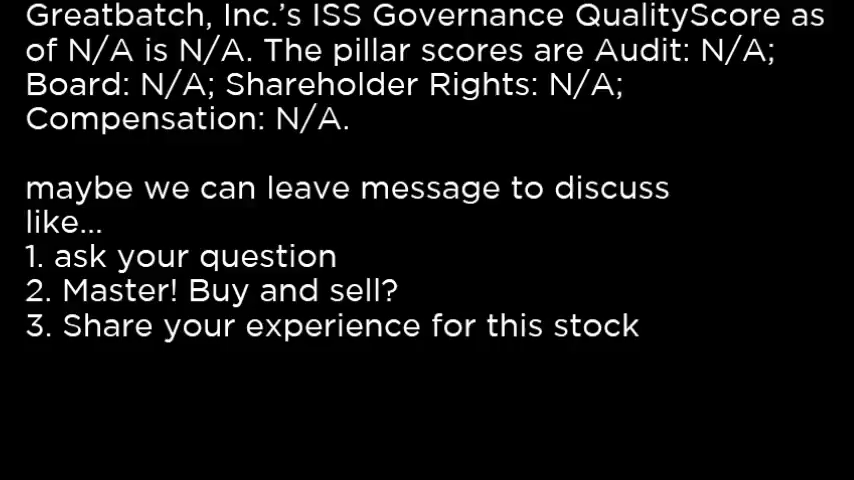 Greatbatch, Inc.'s ISS Governance QualityScore as
of N/A is N/A. The pillar scores are Audit: N/A;
Board: N/A; Shareholder Rights: N/A;
Compensation: N/A.
maybe we can leave message to discuss
like...
1. ask your question
2. Master! Buy and sell?
3. Share your experience for this stock